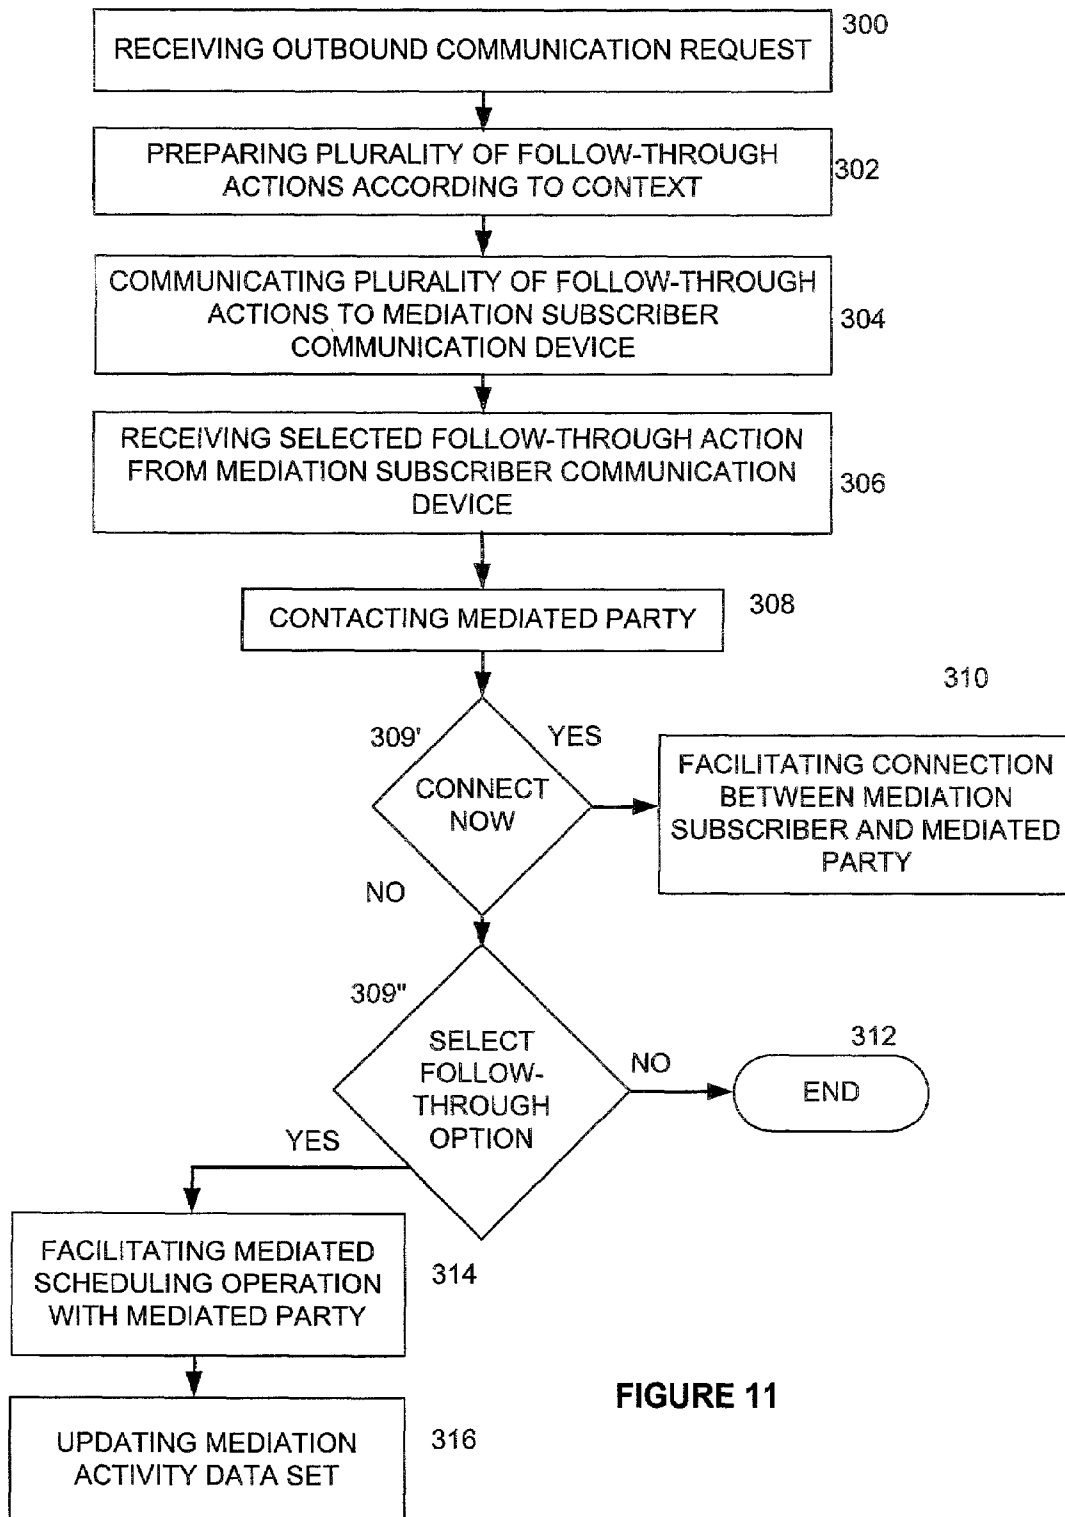 RECEIVING OUTBOUND COMMUNICATION REQUEST
300
PREPARING PLURALITY OF FOLLOW-THROUGH
ACTIONS ACCORDING TO CONTEXT
302
COMMUNICATING PLURALITY OF FOLLOW-THROUGH
ACTIONS TO MEDIATION SUBSCRIBER
COMMUNICATION DEVICE
304
RECEIVING SELECTED FOLLOW-THROUGH ACTION
FROM MEDIATION SUBSCRIBER COMMUNICATION
DEVICE
306
CONTACTING MEDIATED PARTY
308
309'
CONNECT
NOW
YES
310
FACILITATING CONNECTION
BETWEEN MEDIATION
SUBSCRIBER AND MEDIATED
PARTY
NO
309"
SELECT
FOLLOW-
THROUGH
OPTION
NO
312
END
YES
FACILITATING MEDIATED
SCHEDULING OPERATION
WITH MEDIATED PARTY
314
UPDATING MEDIATION
ACTIVITY DATA SET
316
FIGURE 11